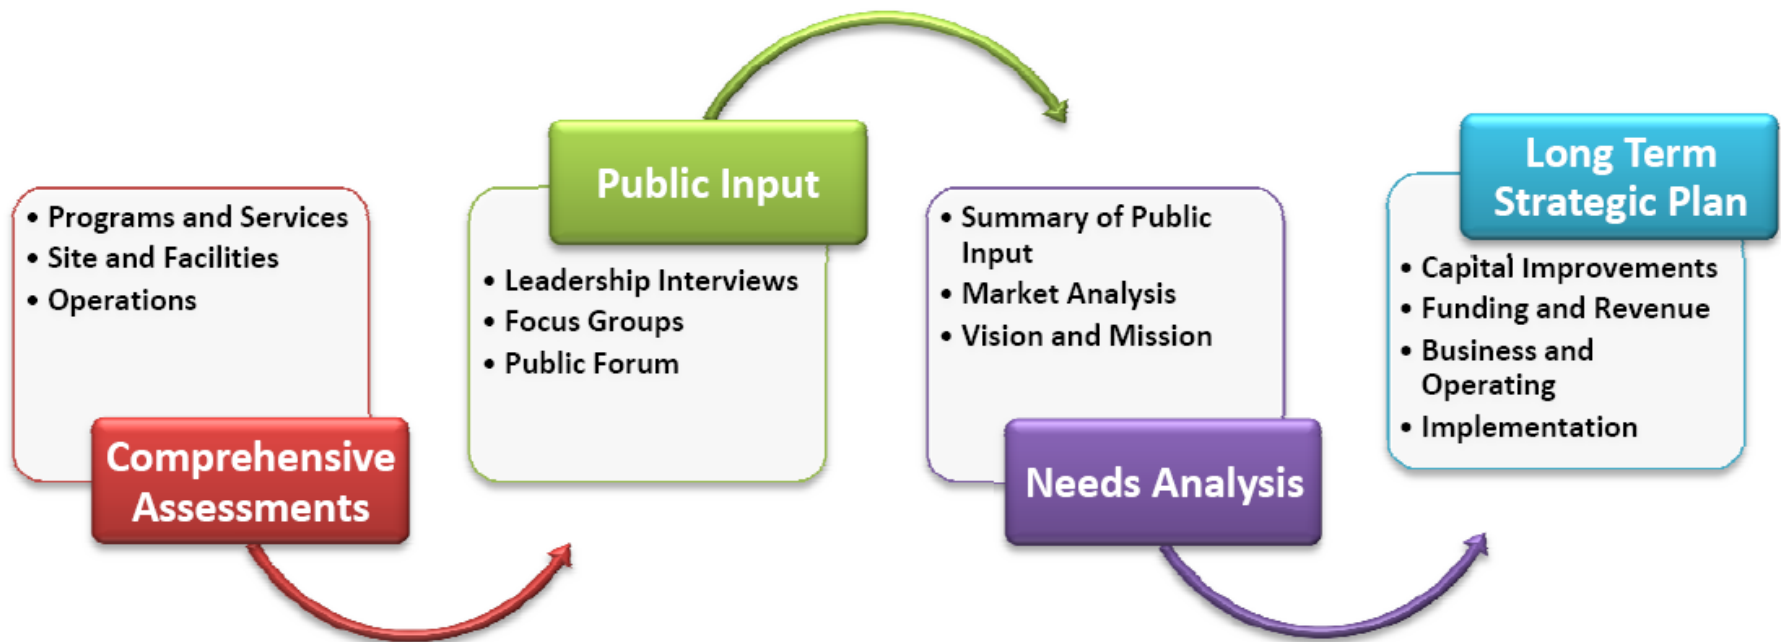 • Programs and Services
• Site and Facilities
• Operations
Comprehensive
Assessments
Public Input
• Leadership Interviews
• Focus Groups
• Public Forum
• Summary of Public
Input
• Market Analysis
• Vision and Mission
Needs Analysis
Long Term
Strategic Plan
• Capital Improvements
• Funding and Revenue
• Business and
Operating
• Implementation